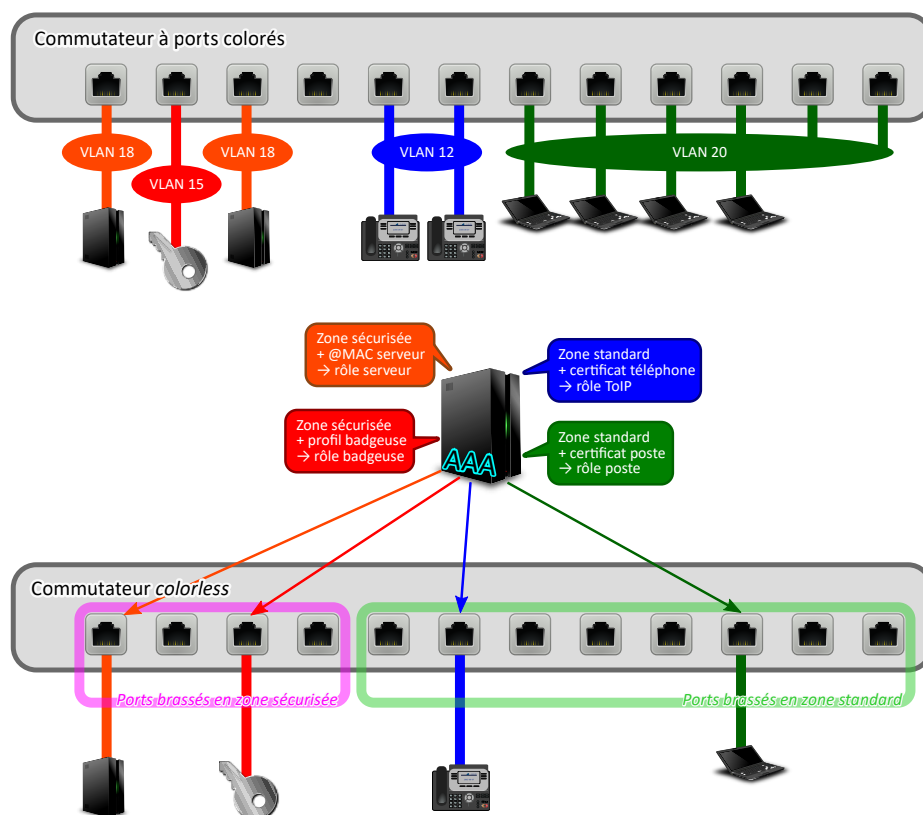 Commutateur à ports colorés
VLAN 18
VLAN 15
VLAN 18
VLAN 12
VLAN 20
Zone sécurisée
+ @MAC serveur
→ rôle serveur
Zone standard
+ certificat téléphone
→ rôle ToIP
Zone sécurisée
+ profil badgeuse
→ rôle badgeuse
Zone standard
+ certificat poste
→ rôle poste
AAA
Commutateur colorless
Ports brassés en zone sécurisée
Ports brassés en zone standard